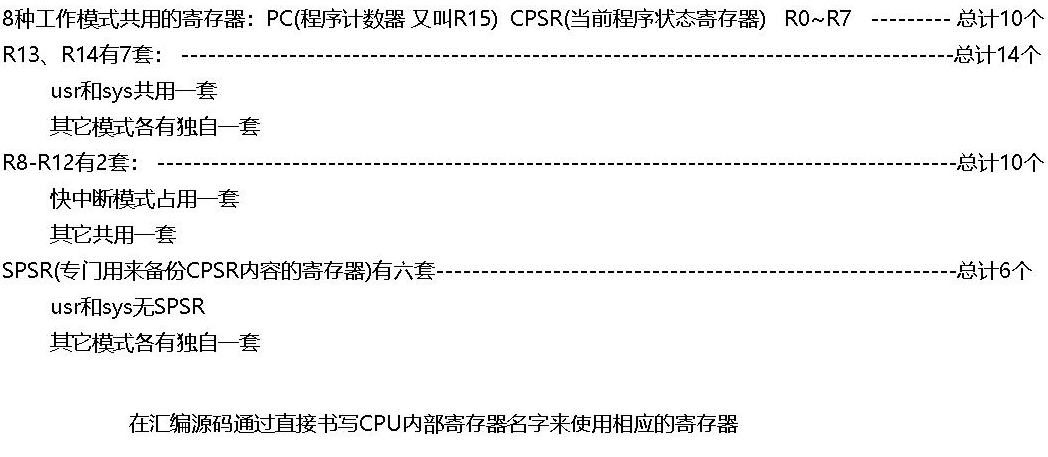 8种工作模式共用的寄存器：PC(程序计数器 又叫R15)  CPSR(当前程序状态寄存器)   R0~R7   --------- 总计10个
R13、R14有7套： --------------------------------------------------------------------------------------总计14个
usr和sys共用一套
其它模式各有独自一套
R8-R12有2套： -----------------------------------------------------------------------------------------总计10个
快中断模式占用一套
其它共用一套
SPSR(专门用来备份CPSR内容的寄存器)有六套----------------------------------------------------------总计6个
usr和sys无SPSR
其它模式各有独自一套
在汇编源码通过直接书写CPU内部寄存器名字来使用相应的寄存器